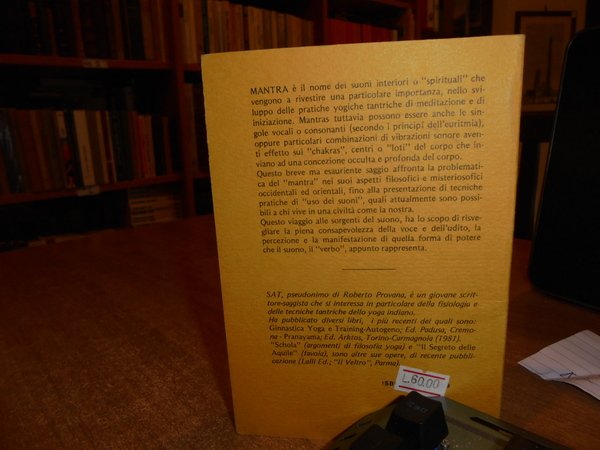 MANTRA è il nome dei suoni interiori o "spirituali" che
vengono a rivestire una particolare importanza, nello svi-
luppo delle pratiche yogiche tantriche di meditazione e di
iniziazione. Mantras tuttavia possono essere anche le sin-
gole vocali o consonanti (secondo i principi dell'euritmia),
oppure particolari combinazioni di vibrazioni sonore aven-
ti effetto sui "chakras", centri o "loti" del corpo che in-
viano ad una concezione occulta e profonda del corpo.
Questo breve ma esauriente saggio affronta la problemati-
ca del "mantra" nei suoi aspetti filosofici e misteriosofici
occidentali ed orientali, fino alla presentazione di tecniche
pratiche di "uso dei suoni", quali attualmente sono possi-
bili a chi vive in una civiltà come la nostra.
Questo viaggio alle sorgenti del suono, ha lo scopo di risve-
gliare la piena consapevolezza della voce e dell'udito, la
percezione e la manifestazione di quella forma di potere
che il suono, il "verbo", appunto rappresenta.
SAT, pseudonimo di Roberto Provana, è un giovane scrit-
tore-saggista che si interessa in particolare della fisiologia e
delle tecniche tantriche dello yoga indiano.
Ha pubblicato diversi libri, i più recenti dei quali sono:
Ginnastica Yoga e Training-Autogeno; Ed. Padusa, Cremo-
na - Pranayama; Ed. Arktos, Torino-Carmagnola (1981).
"Schola" (argomenti di filosofia yoga) e "Il Segreto delle
Aquile" (favola), sono altre sue opere, di recente pubbli-
cazione (Lalli Ed.; "Il Veltro", Parma).
ISB
L.60.00